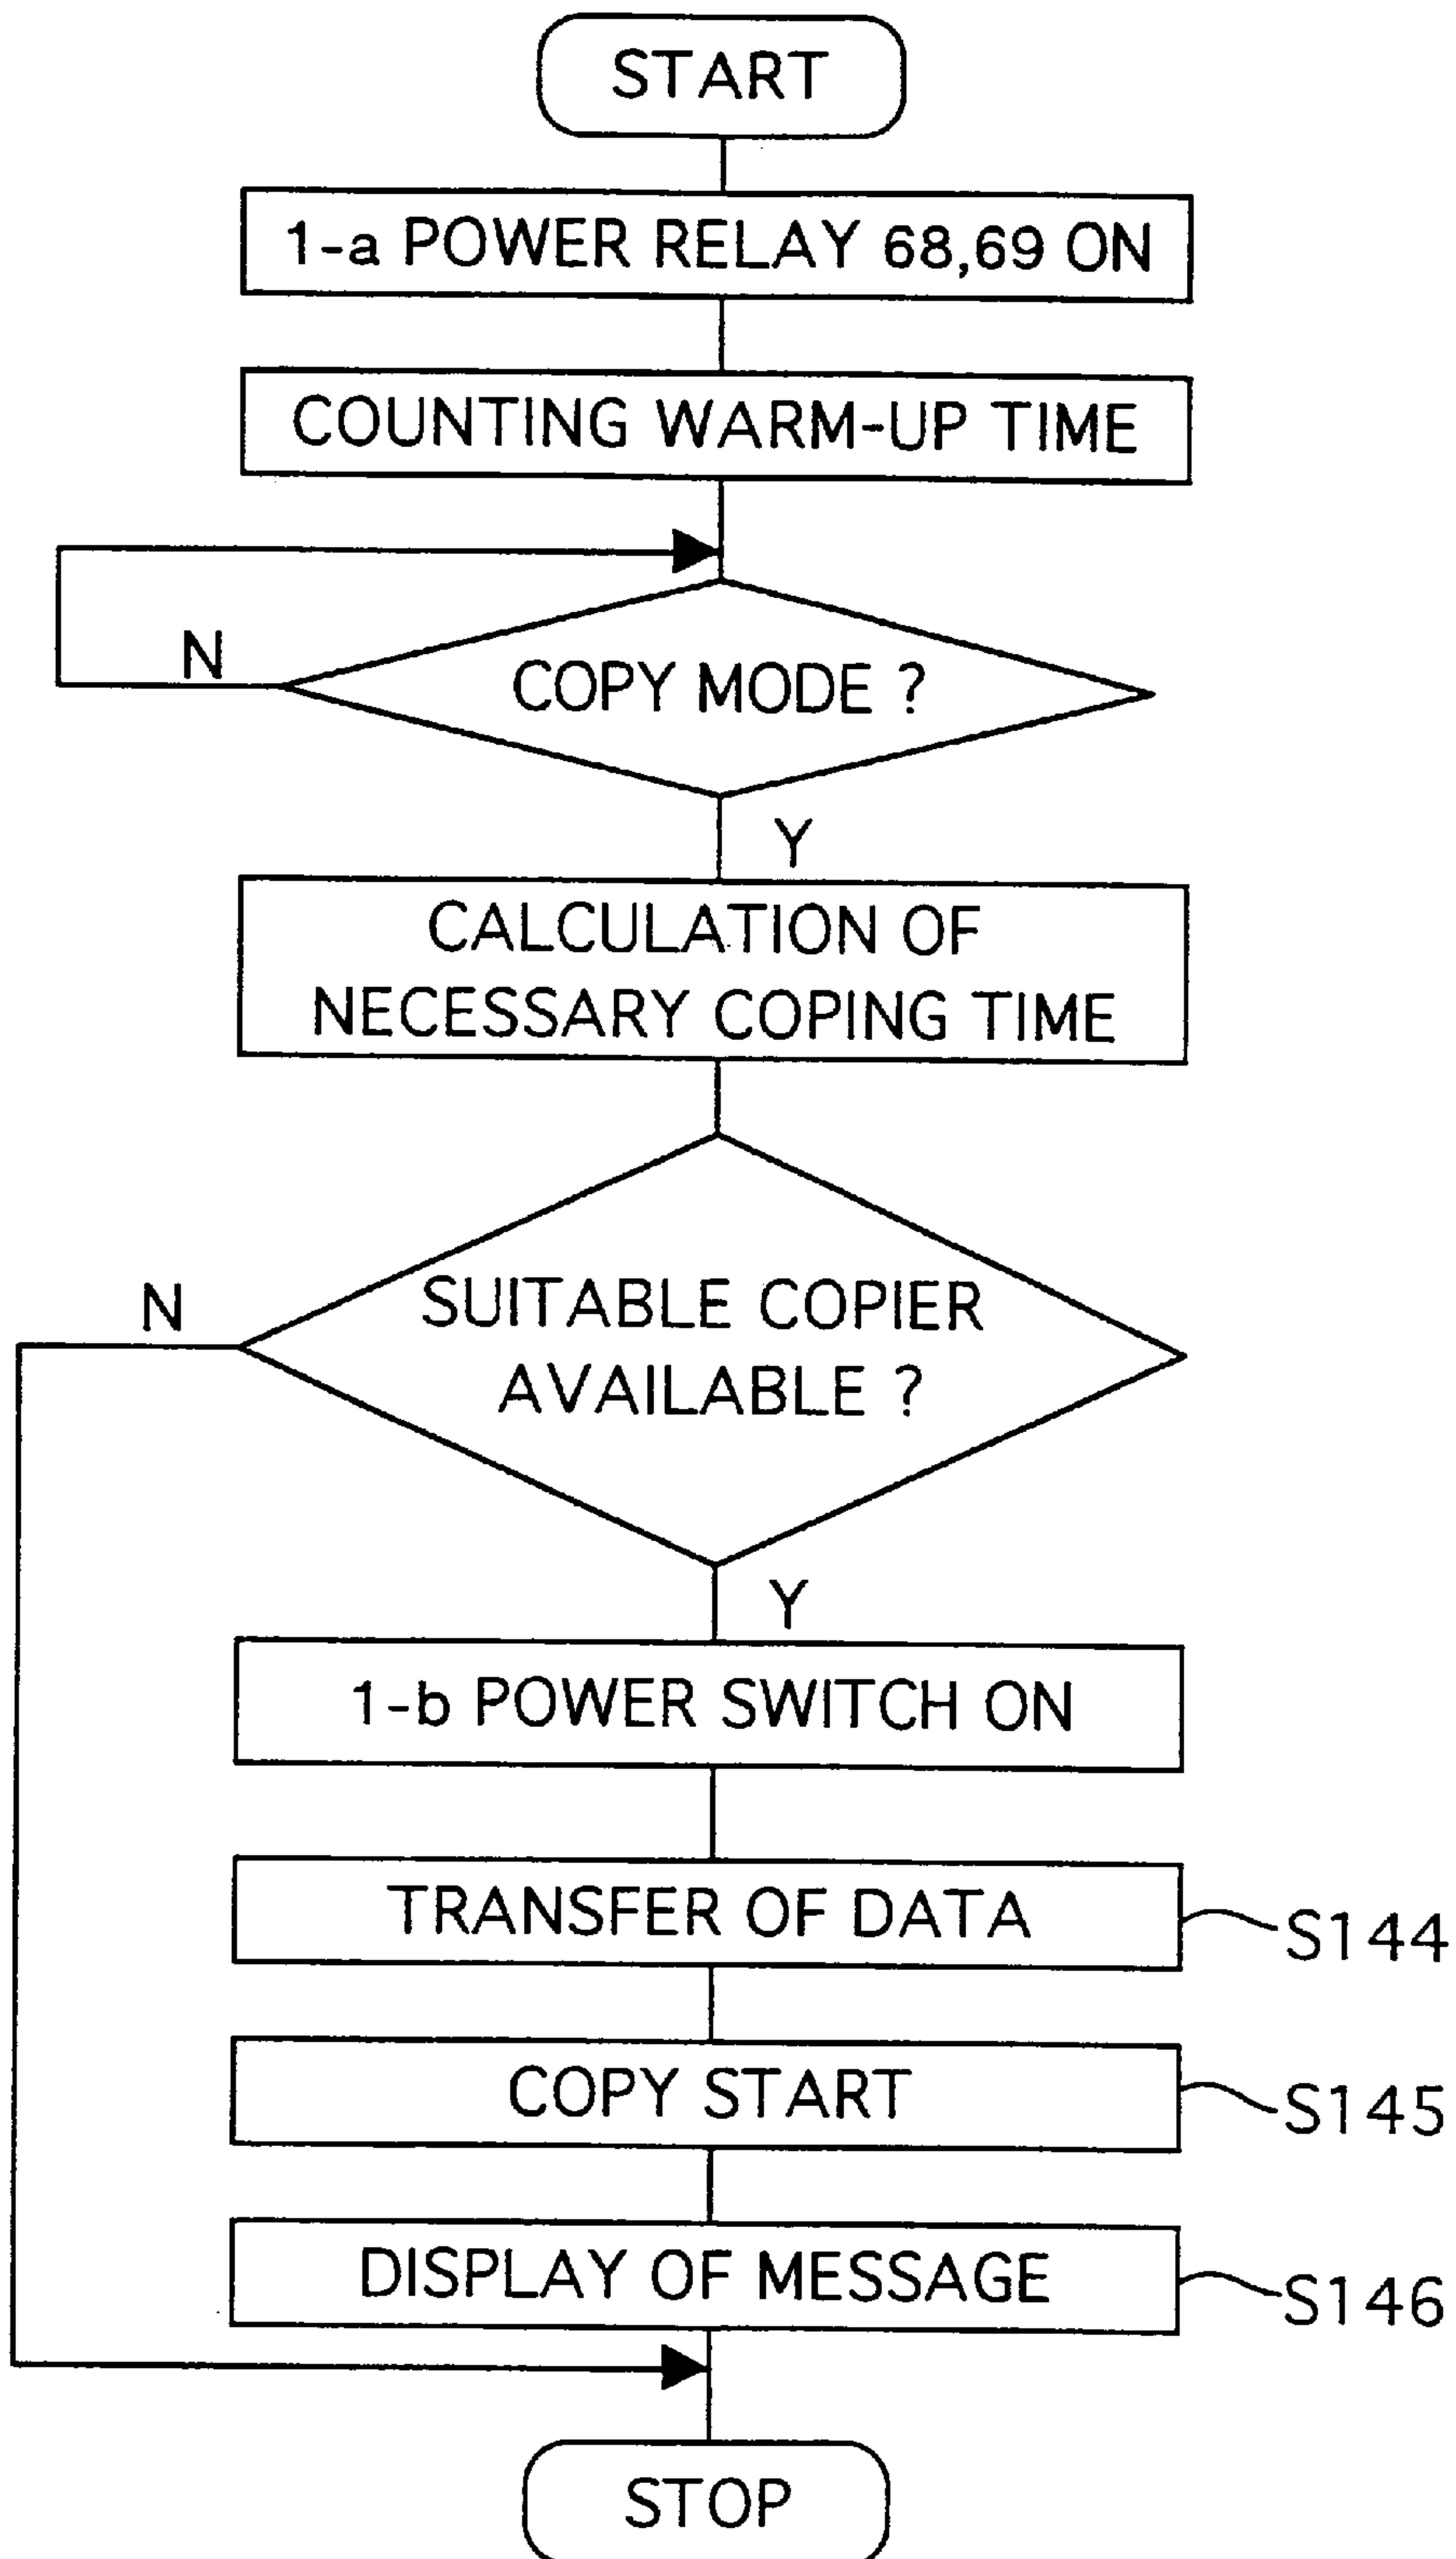 START
1-a POWER RELAY 68,69 ON
COUNTING WARM-UP TIME
N
COPY MODE ?
Y
CALCULATION OF
NECESSARY COPING TIME
N
SUITABLE COPIER
AVAILABLE ?
Y
1-b POWER SWITCH ON
TRANSFER OF DATA
S144
COPY START
S145
DISPLAY OF MESSAGE
S146
STOP